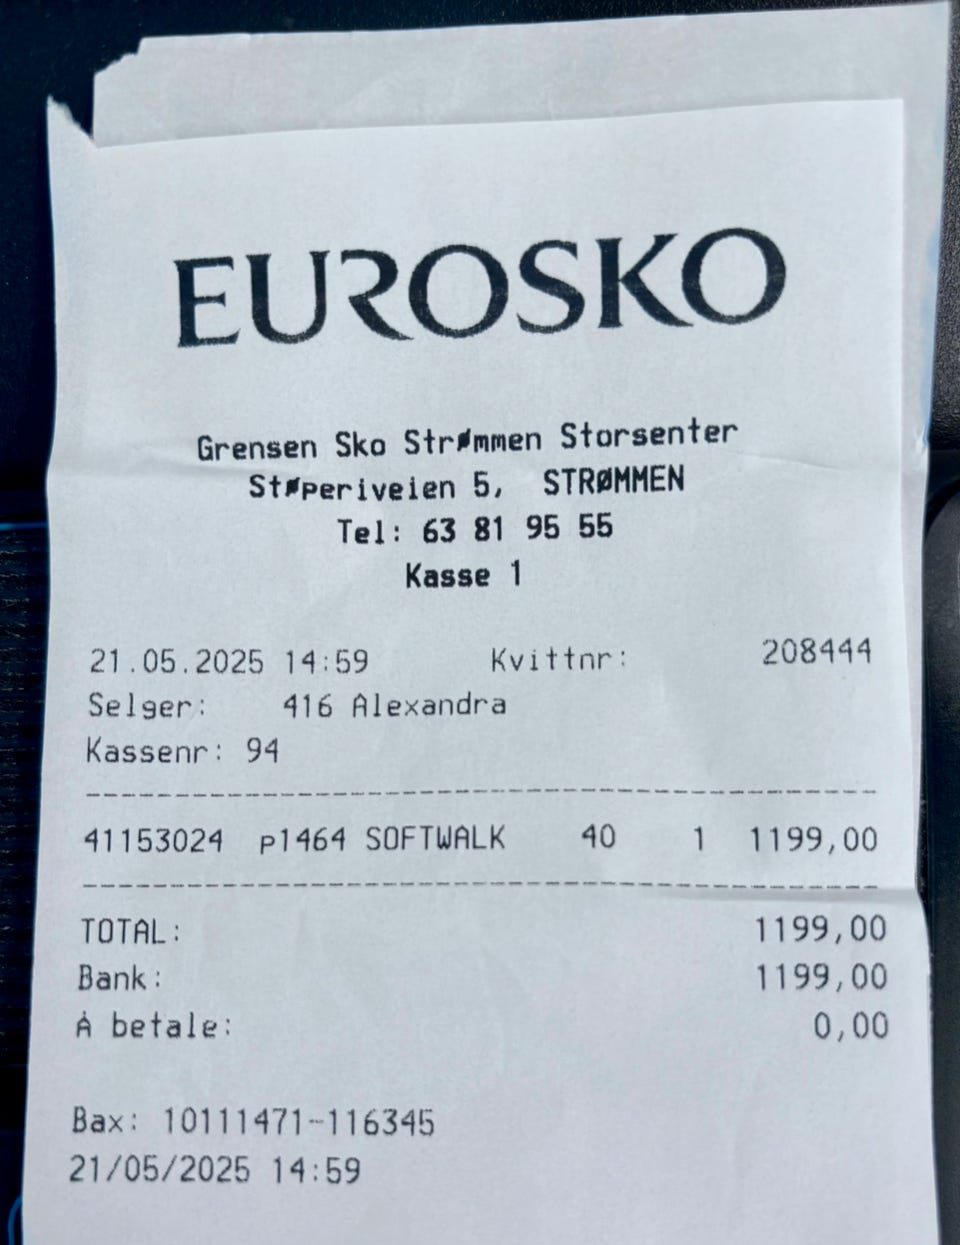 EUROSKO
Grensen Sko Strømmen Storsenter
Støperiveien 5, STRØMMEN
Tel: 63 81 95 55
Kasse 1
21.05.2025 14:59 Kvittnr: 208444
Selger: 416 Alexandra
Kassenr: 94
41153024 p1464 SOFTWALK 40 1 1199,00
TOTAL: 1199,00
Bank: 1199,00
Å betale: 0,00
Bax: 10111471-116345
21/05/2025 14:59